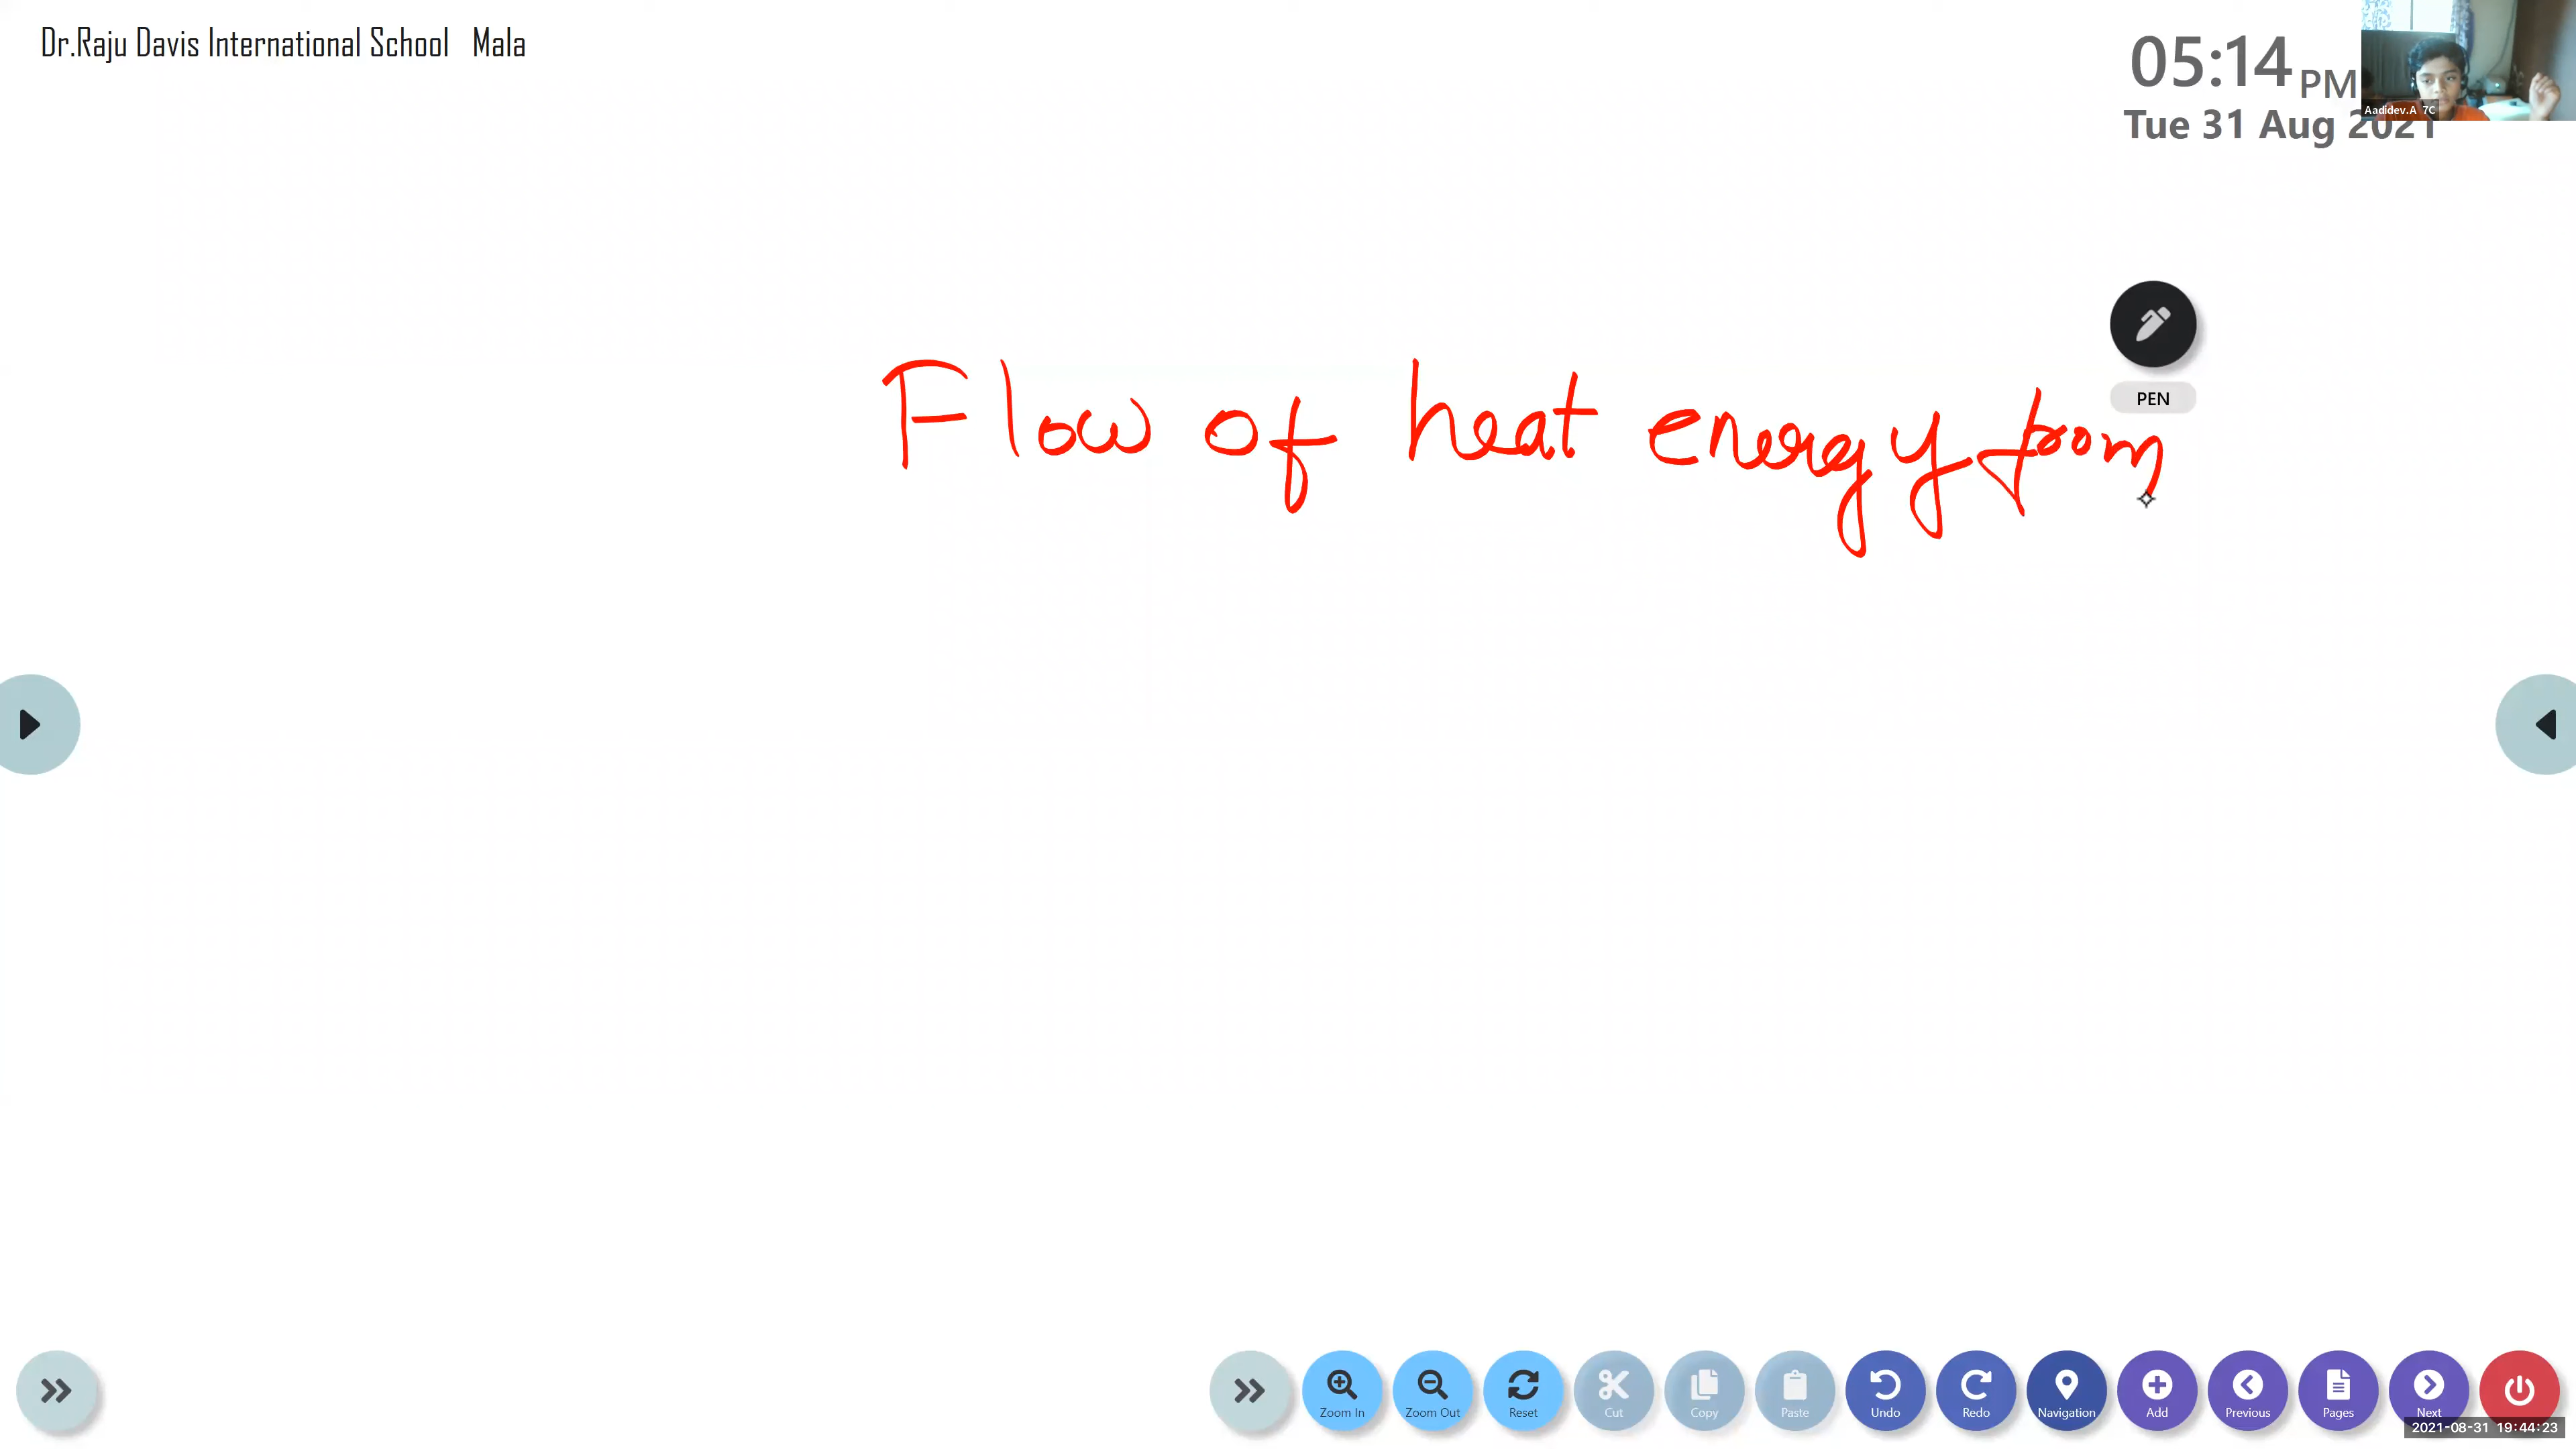 Dr.Raju Davis International School Mala
05:14 PM
Tue 31 Aug 2021
Aadidev.A 7C
PEN
Flow of heat energy from
Zoom In Zoom Out Reset Cut Copy Paste Undo Redo Navigation Add Previous Pages Next
2021-08-31 19:44:23